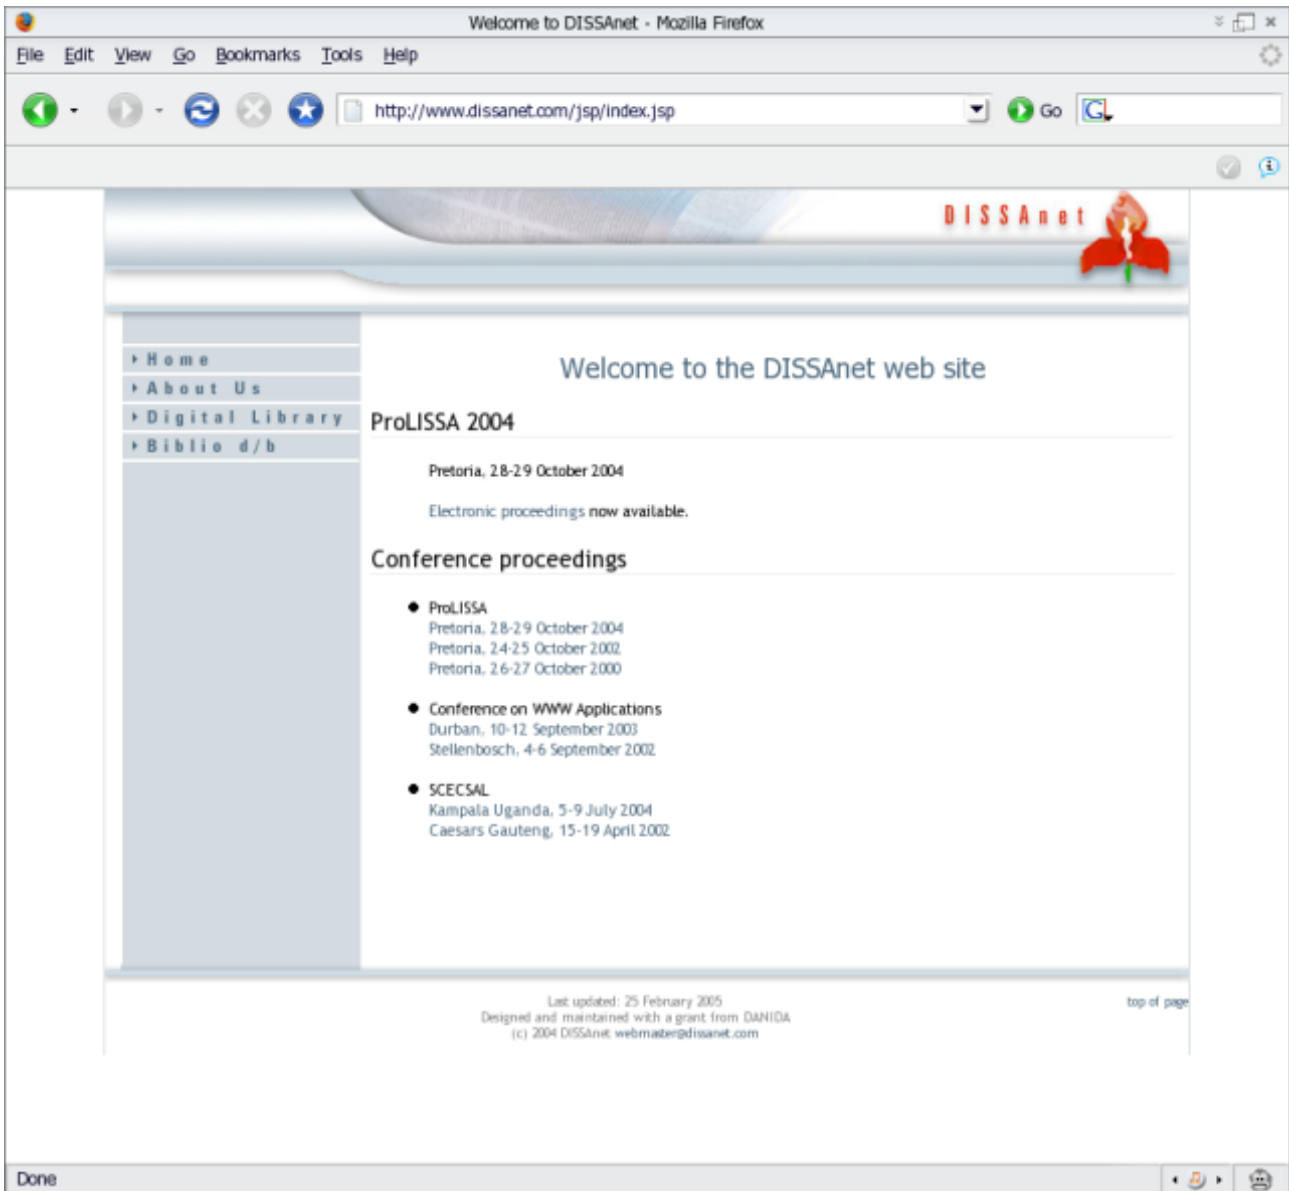 Welcome to DISSAnet - Mozilla Firefox
File Edit View Go Bookmarks Tools Help
http://www.dissanet.com/jsp/index.jsp Go G
DISSAnet
Home
About Us
Digital Library
Biblio d/b
Welcome to the DISSAnet web site
ProLISSA 2004
Pretoria, 28-29 October 2004
Electronic proceedings now available.
Conference proceedings
ProLISSA
Pretoria, 28-29 October 2004
Pretoria, 24-25 October 2002
Pretoria, 26-27 October 2000
Conference on WWW Applications
Durban, 10-12 September 2003
Stellenbosch, 4-6 September 2002
SCECSAL
Kampala Uganda, 5-9 July 2004
Caesars Gauteng, 15-19 April 2002
Last updated: 25 February 2005
top of page
Designed and maintained with a grant from DANIDA
(c) 2004 DISSAnet webmaster@dissanet.com
Done